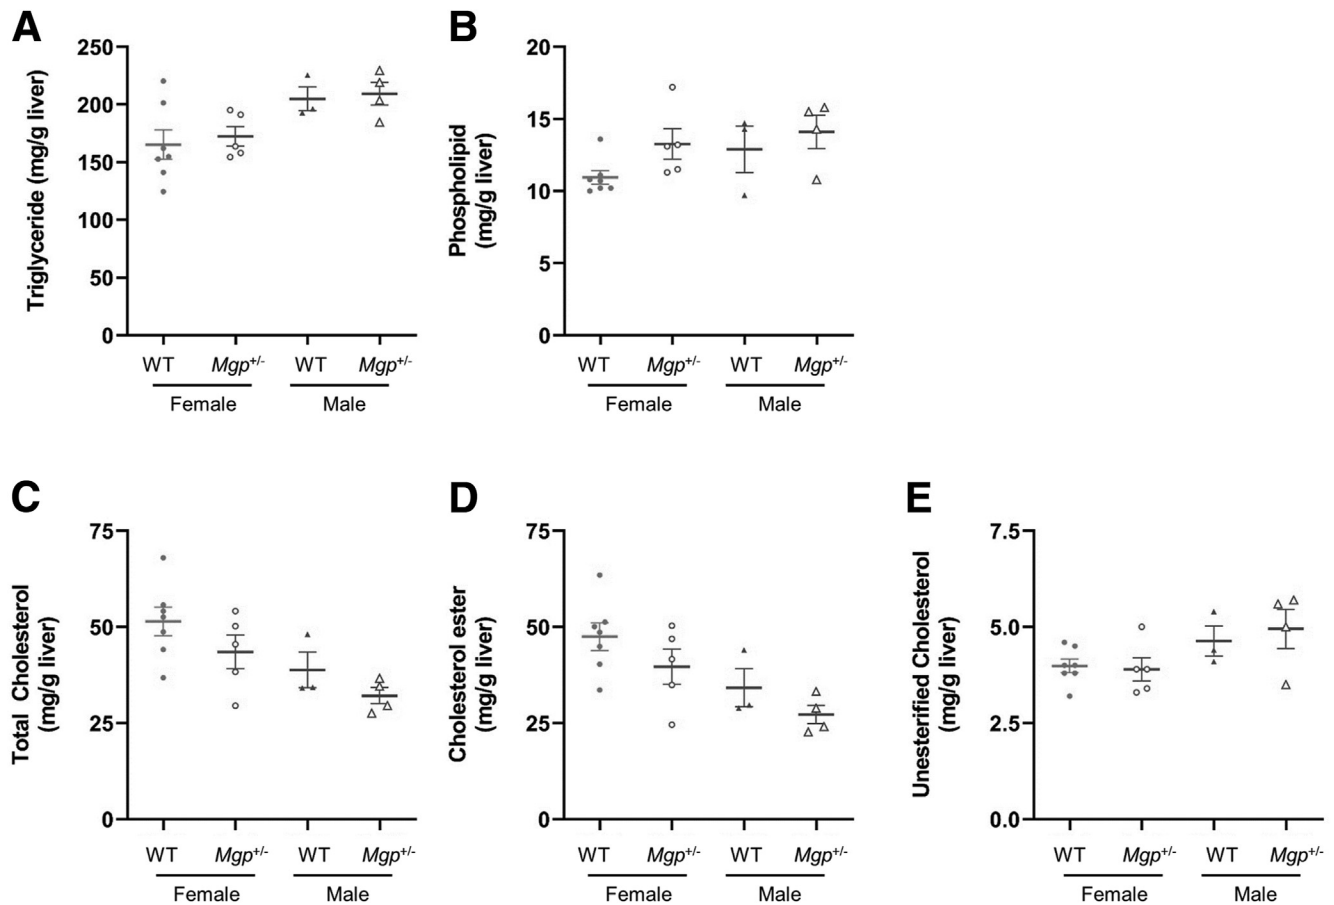 A
Triglyceride (mg/g liver)
250
200
150
100
50
0
WT Mgp+/- WT Mgp+/-
Female Male
B
Phospholipid
(mg/g liver)
20
15
10
5
0
WT Mgp+/- WT Mgp+/-
Female Male
C
Total Cholesterol
(mg/g liver)
75
50
25
0
WT Mgp+/- WT Mgp+/-
Female Male
D
Cholesterol ester
(mg/g liver)
75
50
25
0
WT Mgp+/- WT Mgp+/-
Female Male
E
Unesterified Cholesterol
(mg/g liver)
7.5
5.0
2.5
0.0
WT Mgp+/- WT Mgp+/-
Female Male